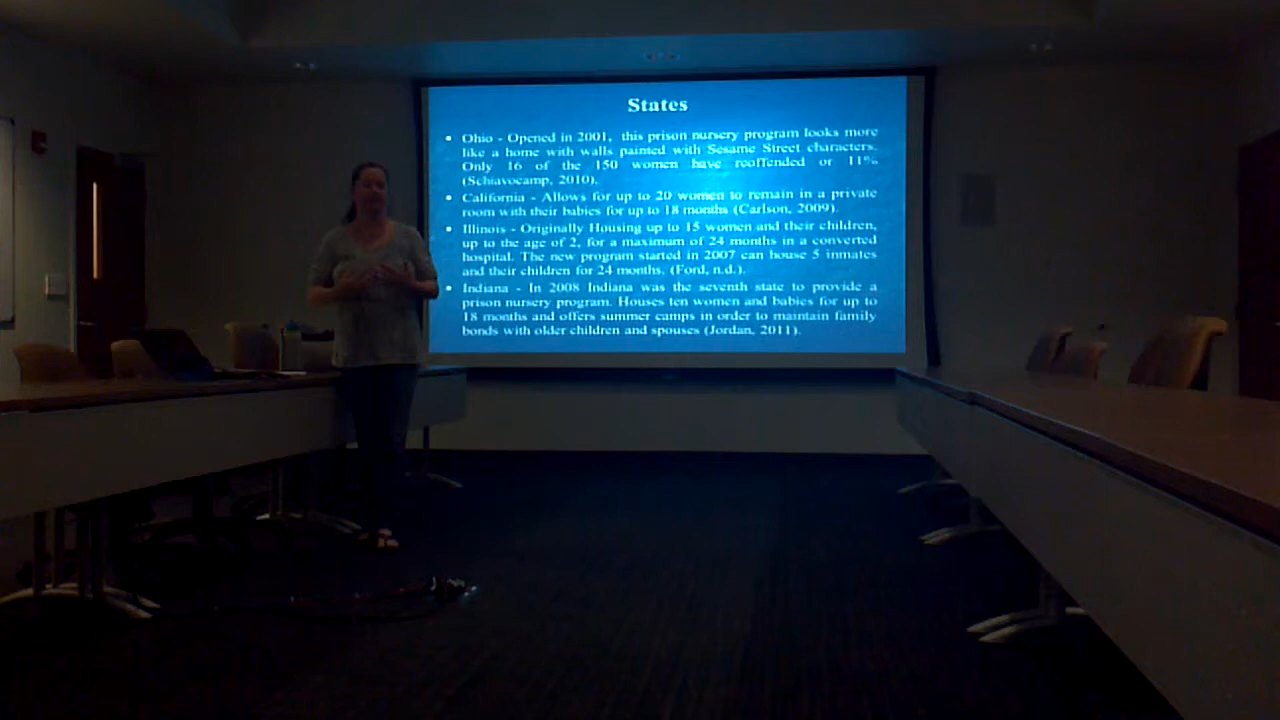 States
• Ohio - Opened in 2001, this prison nursery program looks more
like a home with walls painted with Sesame Street characters.
Only 16 of the 150 women have reoffended or 11%
(Schiavocamp, 2010).
• California - Allows for up to 20 women to remain in a private
room with their babies for up to 18 months (Carlson, 2009).
• Illinois - Originally Housing up to 15 women and their children,
up to the age of 2, for a maximum of 24 months in a converted
hospital. The new program started in 2007 can house 5 inmates
and their children for 24 months. (Ford, n.d.).
• Indiana - In 2008 Indiana was the seventh state to provide a
prison nursery program. Houses ten women and babies for up to
18 months and offers summer camps in order to maintain family
bonds with older children and spouses (Jordan, 2011).